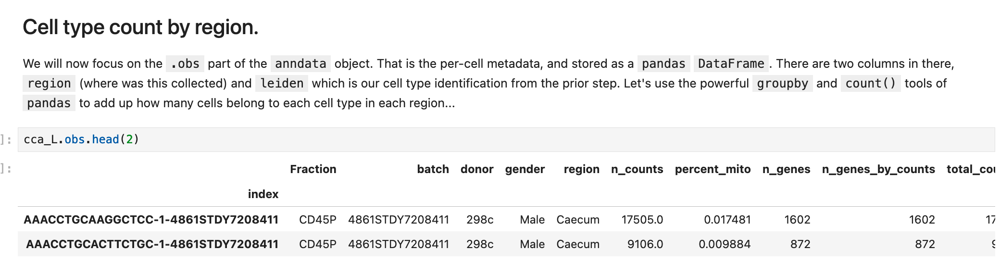 Cell type count by region.
We will now focus on the .obs part of the anndata object. That is the per-cell metadata, and stored as a pandas DataFrame. There are two columns in there,
region (where was this collected) and leiden which is our cell type identification from the prior step. Let's use the powerful groupby and count() tools of
pandas to add up how many cells belong to each cell type in each region...
]: cca_L.obs.head(2)
]: Fraction batch donor gender region n_counts percent_mito n_genes n_genes_by_counts total_cou
index
AAACCTGCAAGGCTCC-1-4861STDY7208411 CD45P 4861STDY7208411 298c Male Caecum 17505.0 0.017481 1602 1602 17
AAACCTGCACTTCTGC-1-4861STDY7208411 CD45P 4861STDY7208411 298c Male Caecum 9106.0 0.009884 872 872 9